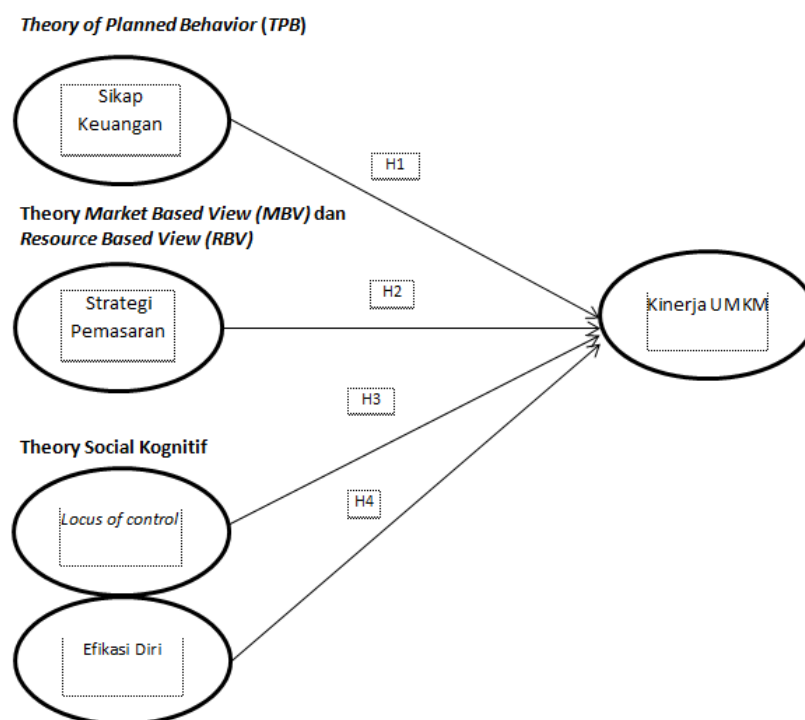 Theory of Planned Behavior (TPB)
Sikap
Keuangan
H1
Theory Market Based View (MBV) dan
Resource Based View (RBV)
Strategi
Pemasaran
H2
Kinerja UMKM
H3
Theory Social Kognitif
Locus of control
H4
Efikasi Diri